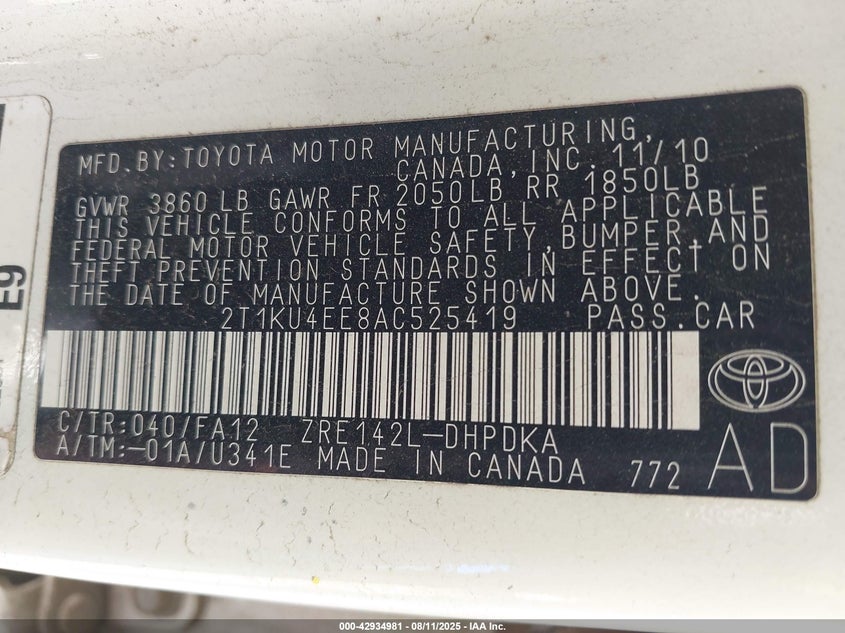 MFD.BY:TOYOTA MOTOR MANUFACTURING,
CANADA,INC.11/10
GVWR 3860 LB GAWR FR 2050LB RR 1850LB
THIS VEHICLE CONFORMS TO ALL APPLICABLE
FEDERAL MOTOR VEHICLE SAFETY,BUMPER,AND
THEFT PREVENTION STANDARDS IN EFFECT ON
THE DATE OF MANUFACTURE SHOWN ABOVE.
2T1KU4EE8AC525419 PASS.CAR
C/TR:040/FA12 ZRE142L-DHPDKA
A/TM:-01A/U341E MADE IN CANADA 772
AD
E9
000-42934981 - 08/11/2025 - IAA Inc.